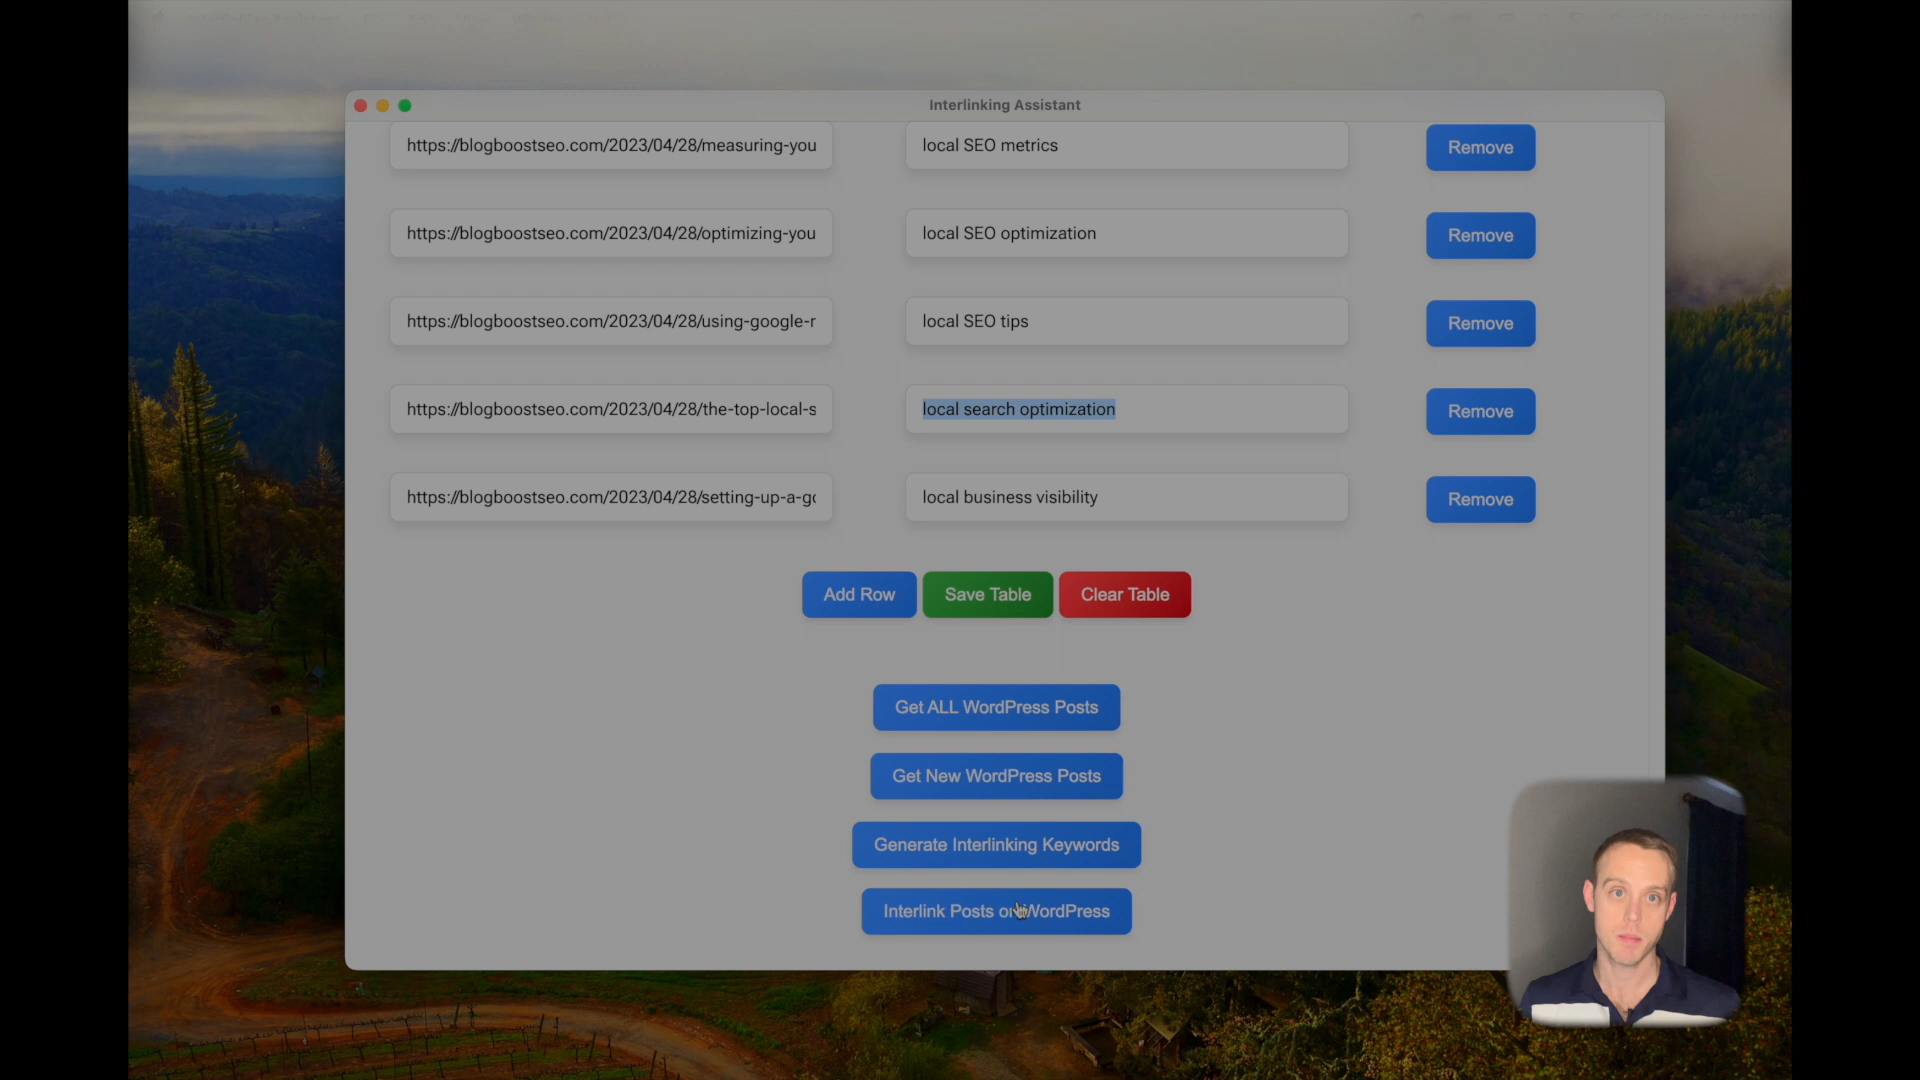 Interlinking Assistant
https://blogboostseo.com/2023/04/28/measuring-you local SEO metrics Remove
https://blogboostseo.com/2023/04/28/optimizing-you local SEO optimization Remove
https://blogboostseo.com/2023/04/28/using-google-r local SEO tips Remove
https://blogboostseo.com/2023/04/28/the-top-local-s local search optimization Remove
https://blogboostseo.com/2023/04/28/setting-up-a-go local business visibility Remove
Add Row Save Table Clear Table
Get ALL WordPress Posts
Get New WordPress Posts
Generate Interlinking Keywords
Interlink Posts on WordPress